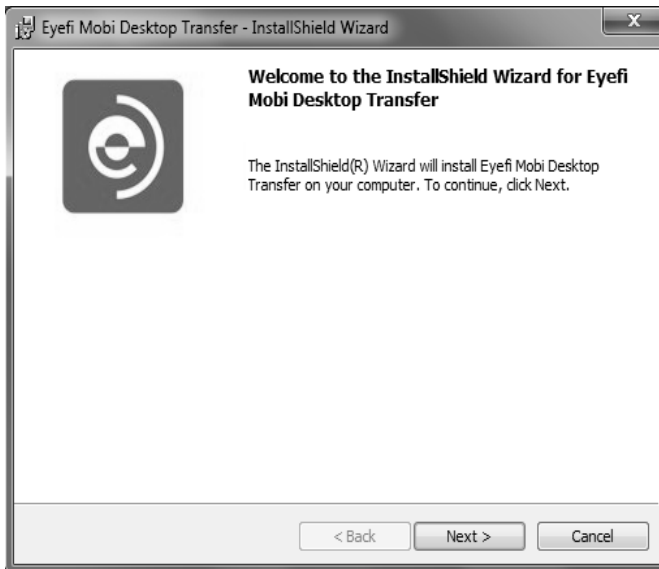 Eyefi Mobi Desktop Transfer - InstallShield Wizard
x
Welcome to the InstallShield Wizard for Eyefi
Mobi Desktop Transfer
The InstallShield(R) Wizard will install Eyefi Mobi Desktop
Transfer on your computer. To continue, click Next.
< Back
Next >
Cancel